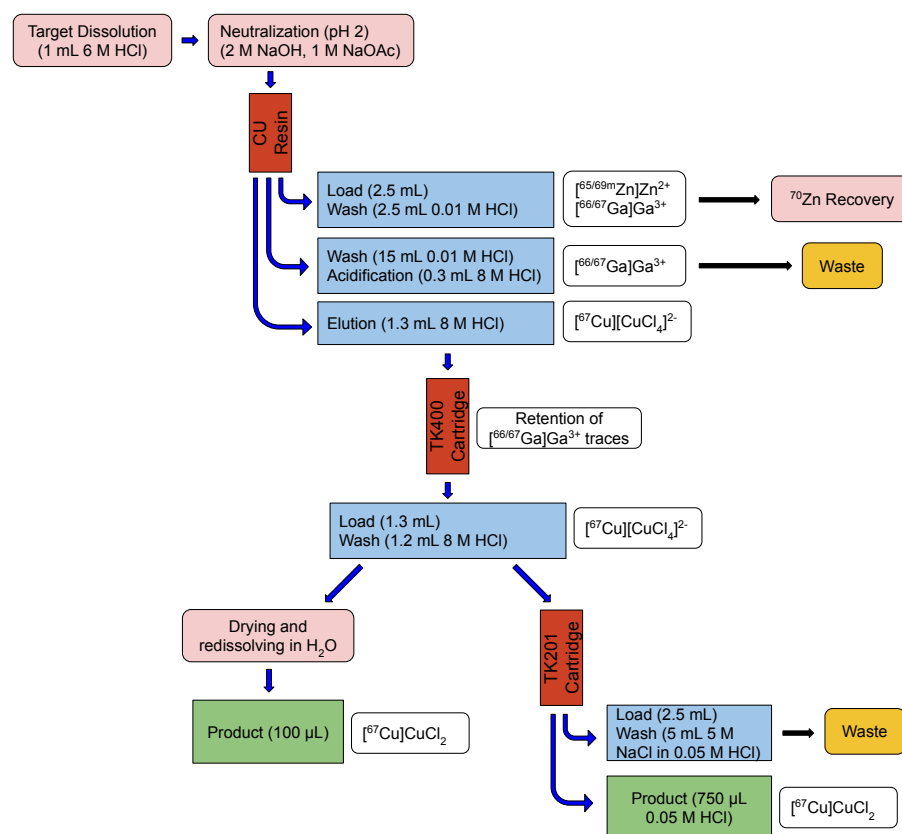 Target Dissolution
(1 mL 6 M HCl)
Neutralization (pH 2)
(2 M NaOH, 1 M NaOAc)
CU
Resin
Load (2.5 mL)
Wash (2.5 mL 0.01 M HCl)
[⁶⁵/⁶⁹ᵐZn]Zn²⁺
[⁶⁶/⁶⁷Ga]Ga³⁺
⁷⁰Zn Recovery
Wash (15 mL 0.01 M HCl)
Acidification (0.3 mL 8 M HCl)
[⁶⁶/⁶⁷Ga]Ga³⁺
Waste
Elution (1.3 mL 8 M HCl)
[⁶⁷Cu][CuCl₄]²⁻
TK400
Cartridge
Retention of
[⁶⁶/⁶⁷Ga]Ga³⁺ traces
Load (1.3 mL)
Wash (1.2 mL 8 M HCl)
[⁶⁷Cu][CuCl₄]²⁻
Drying and
redissolving in H₂O
Product (100 µL)
[⁶⁷Cu]CuCl₂
TK201
Cartridge
Load (2.5 mL)
Wash (5 mL 5 M
NaCl in 0.05 M HCl)
Waste
Product (750 µL
0.05 M HCl)
[⁶⁷Cu]CuCl₂